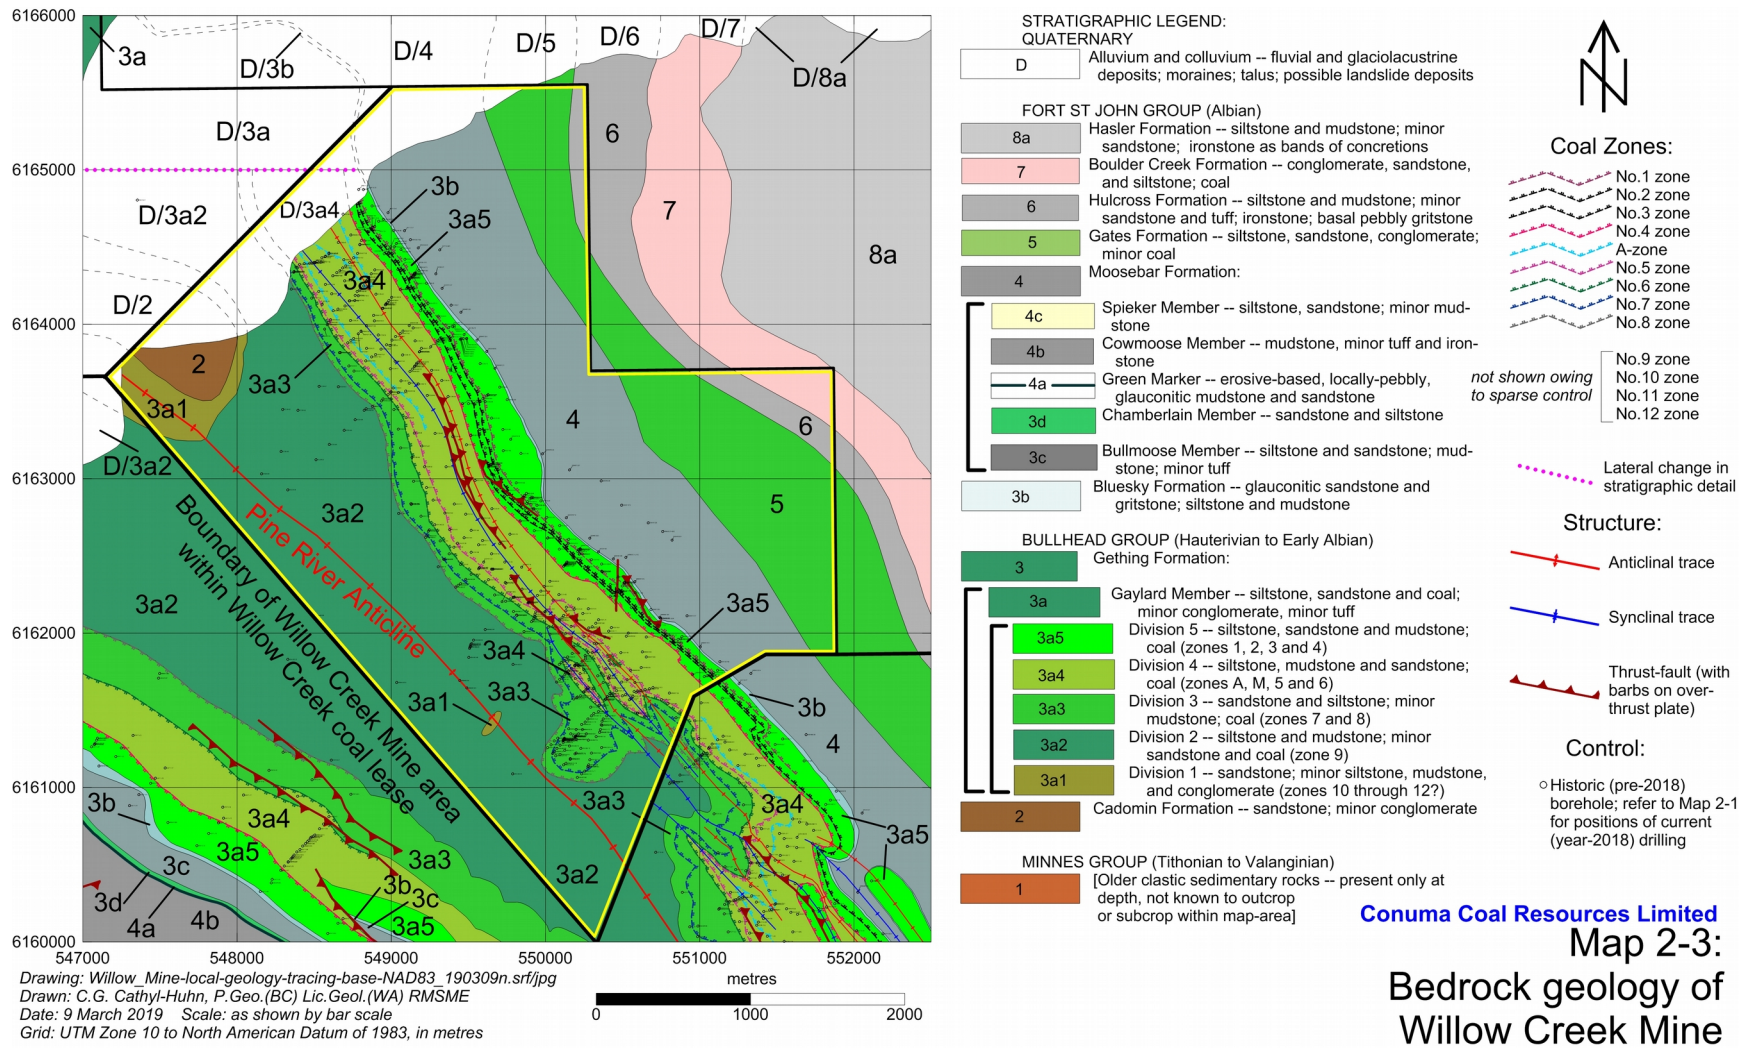 6166000
6165000
6164000
6163000
6162000
6161000
6160000
547000
548000
549000
550000
551000
552000
3a
D/3b
D/4
D/5
D/6
D/7
D/8a
D/3a
6
3b
3a5
D/3a2
D/3a4
7
8a
3a4
D/2
2
3a3
3a1
4
6
D/3a2
3a2
5
Pine River Anticline
Boundary of Willow Creek Mine area
within Willow Creek coal lease
3a2
3a5
3a4
3a3
3a1
3b
4
3a3
3a4
3b
3a4
3a5
3a5
3a3
3c
3b
3a2
3c
3d
4a
4b
3a5
metres
0
1000
2000
Drawing: Willow_Mine-local-geology-tracing-base-NAD83_190309n.srf/jpg
Drawn: C.G. Cathyl-Huhn, P.Geo.(BC) Lic.Geol.(WA) RMSME
Date: 9 March 2019 Scale: as shown by bar scale
Grid: UTM Zone 10 to North American Datum of 1983, in metres
STRATIGRAPHIC LEGEND:
QUATERNARY
D
Alluvium and colluvium -- fluvial and glaciolacustrine
deposits; moraines; talus; possible landslide deposits
FORT ST JOHN GROUP (Albian)
8a
Hasler Formation -- siltstone and mudstone; minor
sandstone; ironstone as bands of concretions
7
Boulder Creek Formation -- conglomerate, sandstone,
and siltstone; coal
6
Hulcross Formation -- siltstone and mudstone; minor
sandstone and tuff; ironstone; basal pebbly gritstone
5
Gates Formation -- siltstone, sandstone, conglomerate;
minor coal
4
Moosebar Formation:
4c
Spieker Member -- siltstone, sandstone; minor mud-
stone
4b
Cowmoose Member -- mudstone, minor tuff and iron-
stone
4a
Green Marker -- erosive-based, locally-pebbly,
glauconitic mudstone and sandstone
3d
Chamberlain Member -- sandstone and siltstone
3c
Bullmoose Member -- siltstone and sandstone; mud-
stone; minor tuff
3b
Bluesky Formation -- glauconitic sandstone and
gritstone; siltstone and mudstone
BULLHEAD GROUP (Hauterivian to Early Albian)
3
Gething Formation:
3a
Gaylard Member -- siltstone, sandstone and coal;
minor conglomerate, minor tuff
3a5
Division 5 -- siltstone, sandstone and mudstone;
coal (zones 1, 2, 3 and 4)
3a4
Division 4 -- siltstone, mudstone and sandstone;
coal (zones A, M, 5 and 6)
3a3
Division 3 -- sandstone and siltstone; minor
mudstone; coal (zones 7 and 8)
3a2
Division 2 -- siltstone and mudstone; minor
sandstone and coal (zone 9)
3a1
Division 1 -- sandstone; minor siltstone, mudstone,
and conglomerate (zones 10 through 12?)
2
Cadomin Formation -- sandstone; minor conglomerate
MINNES GROUP (Tithonian to Valanginian)
1
[Older clastic sedimentary rocks -- present only at
depth, not known to outcrop
or subcrop within map-area]
N
Coal Zones:
No.1 zone
No.2 zone
No.3 zone
No.4 zone
A-zone
No.5 zone
No.6 zone
No.7 zone
No.8 zone
not shown owing
to sparse control
No.9 zone
No.10 zone
No.11 zone
No.12 zone
Lateral change in
stratigraphic detail
Structure:
Anticlinal trace
Synclinal trace
Thrust-fault (with
barbs on over-
thrust plate)
Control:
Historic (pre-2018)
borehole; refer to Map 2-1
for positions of current
(year-2018) drilling
Conuma Coal Resources Limited
Map 2-3:
Bedrock geology of
Willow Creek Mine